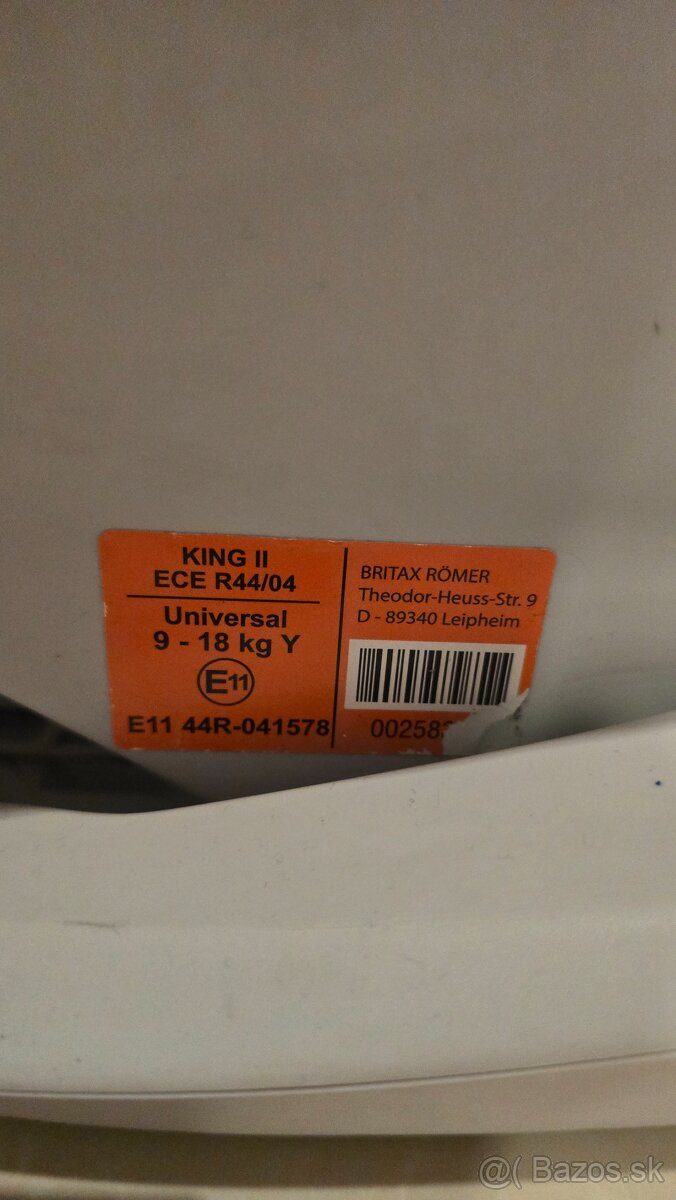 KING II
ECE R44/04
Universal
9 - 18 kg Y
E11
E11 44R-041578
BRITAX RÖMER
Theodor-Heuss-Str. 9
D - 89340 Leipheim
@( Bazos.sk